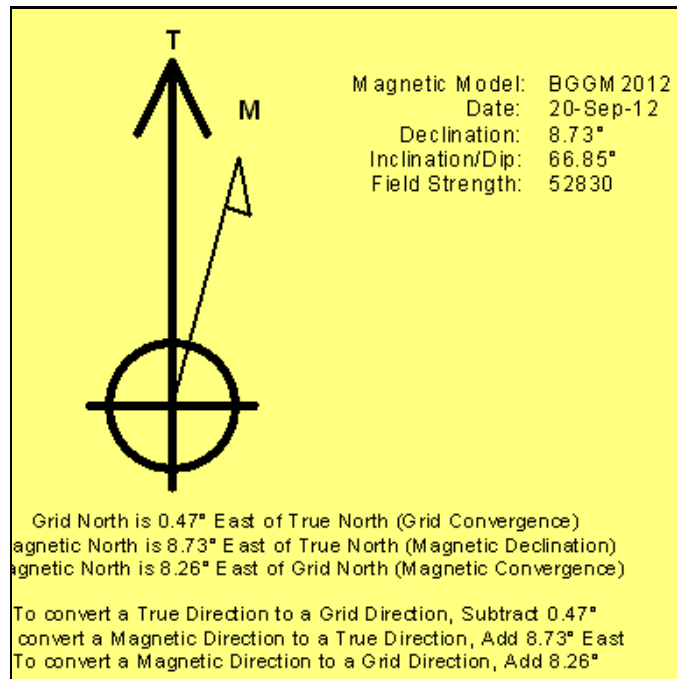 T
M
Magnetic Model: BGGM 2012
Date: 20-Sep-12
Declination: 8.73°
Inclination/Dip: 66.85°
Field Strength: 52830
Grid North is 0.47° East of True North (Grid Convergence)
agnetic North is 8.73° East of True North (Magnetic Declination)
agnetic North is 8.26° East of Grid North (Magnetic Convergence)
To convert a True Direction to a Grid Direction, Subtract 0.47°
convert a Magnetic Direction to a True Direction, Add 8.73° East
To convert a Magnetic Direction to a Grid Direction, Add 8.26°